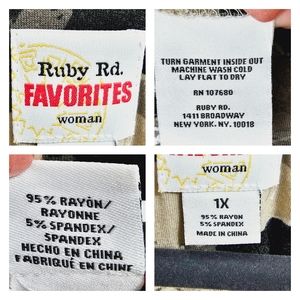 Ruby Rd.
FAVORITES
woman
TURN GARMENT INSIDE OUT
MACHINE WASH COLD
LAY FLAT TO DRY
RN 107680
RUBY RD.
1411 BROADWAY
NEW YORK, NY. 10018
95% RAYON/
RAYONNE
5% SPANDEX/
SPANDEX
HECHO EN CHINA
FABRIQUÉ EN CHINE
woman
1X
95% RAYON
5% SPANDEX
MADE IN CHINA